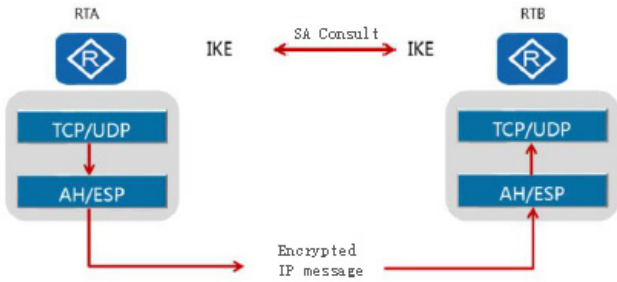 RTA
RTB
IKE
SA Consult
IKE
R
R
TCP/UDP
TCP/UDP
AH/ESP
AH/ESP
Encrypted
IP message